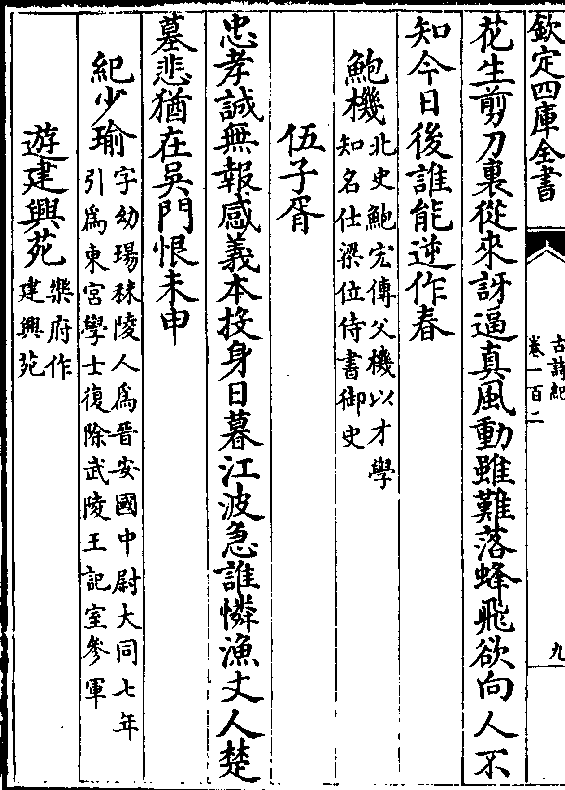 欽定四庫全書
古詩紀
卷一百二
九
花生剪刀裏從來訝逼真風動雖難落蜂飛欲向人不
知今日後誰能逆作春
鮑機
北史鮑宏傳父機以才學
知名仕梁位侍書御史
伍子胥
忠孝誠無報感義本投身日暮江波急誰憐漁丈人楚
墓悲猶在吳門恨未申
紀少瑜
字幼瑒秣陵人為晉安國中尉大同七年
引為東宮學士復除武陵王記室參軍
遊建興苑
樂府作
建興苑